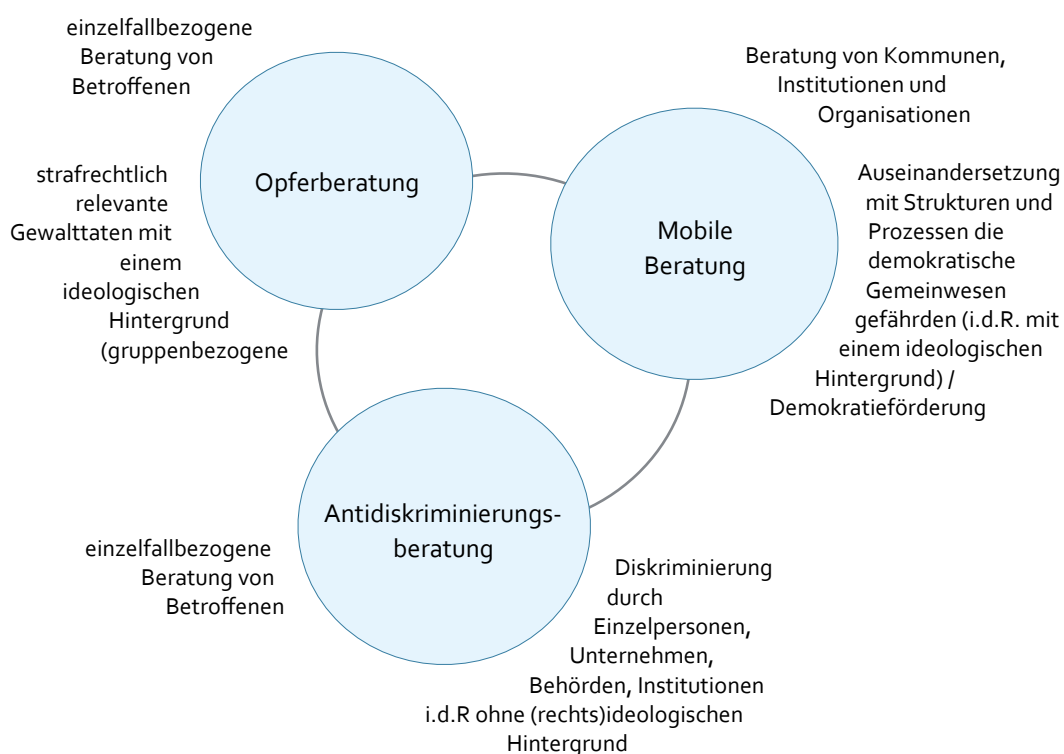 einzelfallbezogene
Beratung von
Betroffenen
Opferberatung
strafrechtlich
relevante
Gewalttaten mit
einem
ideologischen
Hintergrund
(gruppenbezogene
Beratung von Kommunen,
Institutionen und
Organisationen
Mobile
Beratung
Auseinandersetzung
mit Strukturen und
Prozessen die
demokratische
Gemeinwesen
gefährden (i.d.R. mit
einem ideologischen
Hintergrund) /
Demokratieförderung
Antidiskriminierungs-
beratung
einzelfallbezogene
Beratung von
Betroffenen
Diskriminierung
durch
Einzelpersonen,
Unternehmen,
Behörden, Institutionen
i.d.R ohne (rechts)ideologischen
Hintergrund